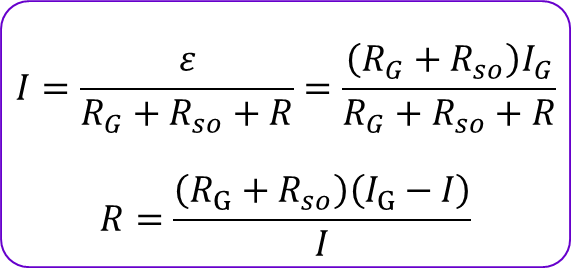 I = ε / (R_G + R_so + R) = (R_G + R_so)I_G / (R_G + R_so + R)
R = (R_G + R_so)(I_G − I) / I